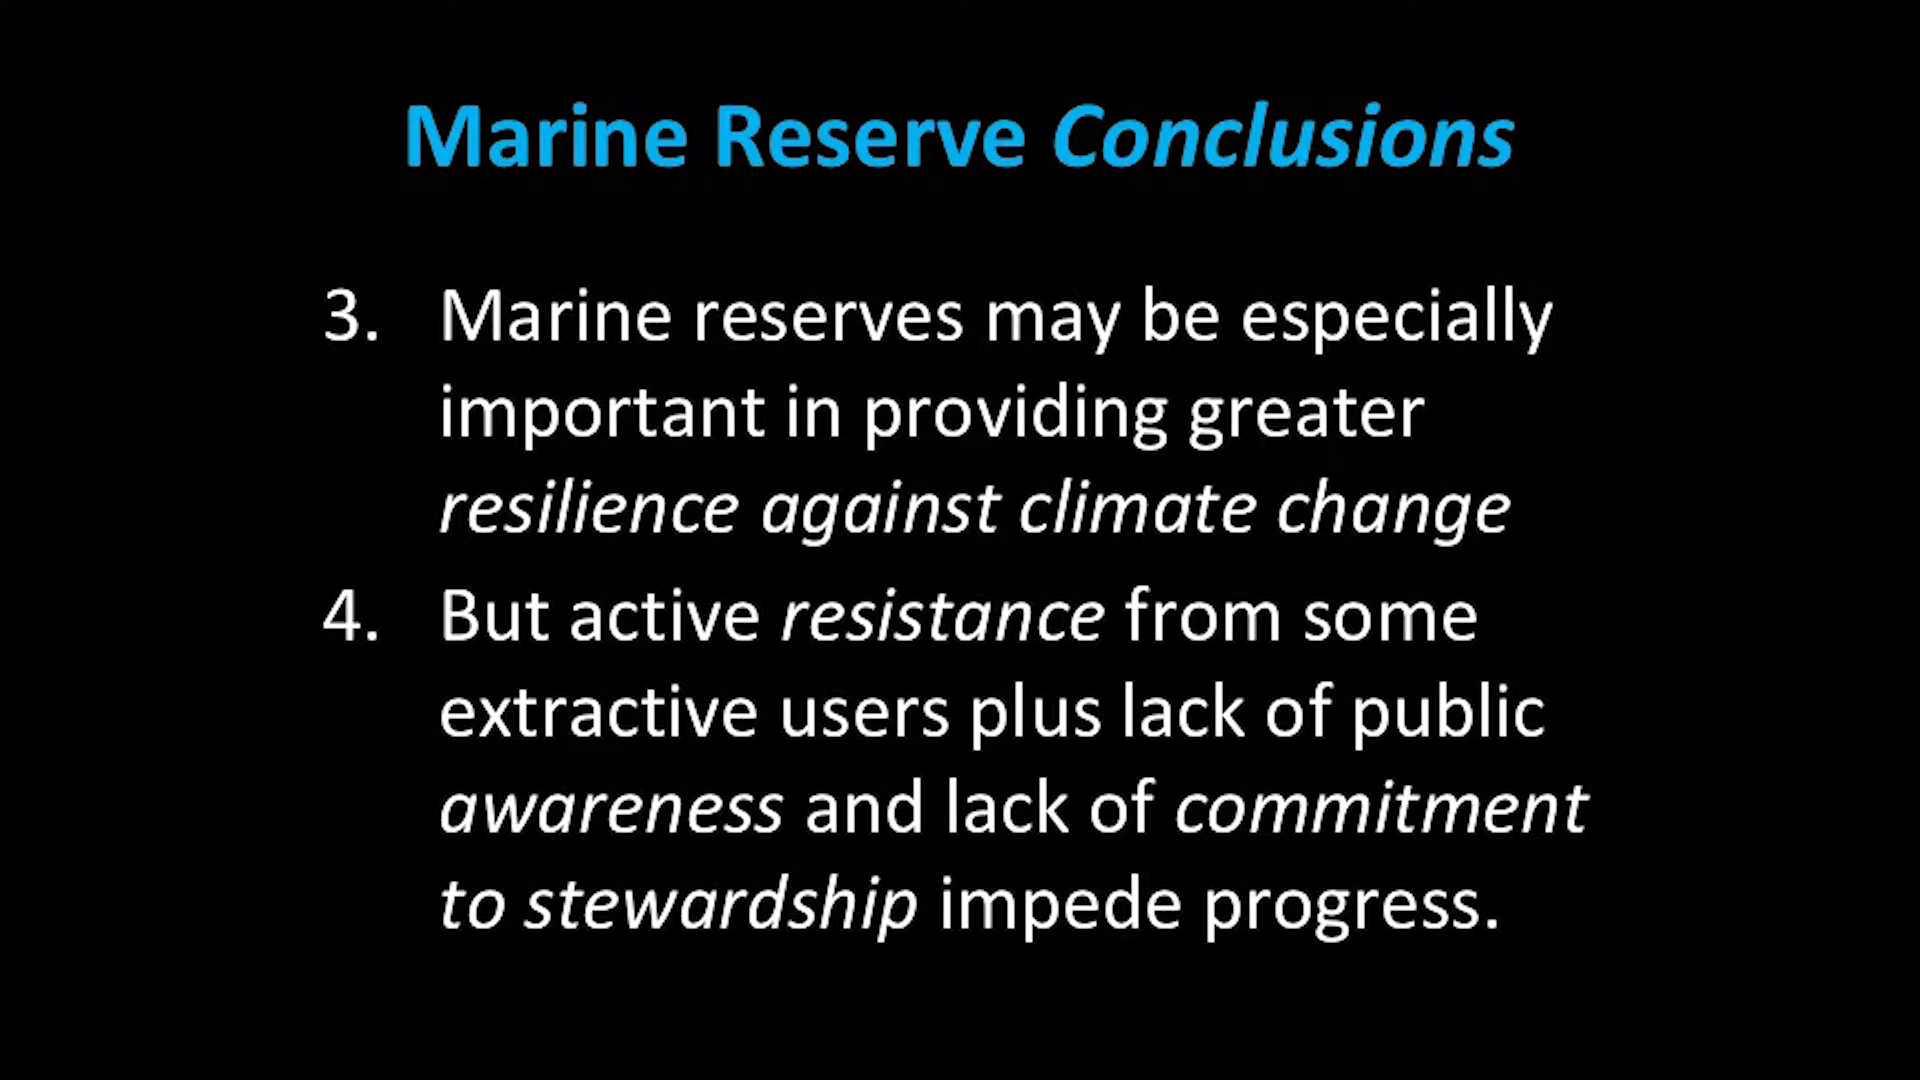 Marine Reserve Conclusions
3. Marine reserves may be especially
important in providing greater
resilience against climate change
4. But active resistance from some
extractive users plus lack of public
awareness and lack of commitment
to stewardship impede progress.